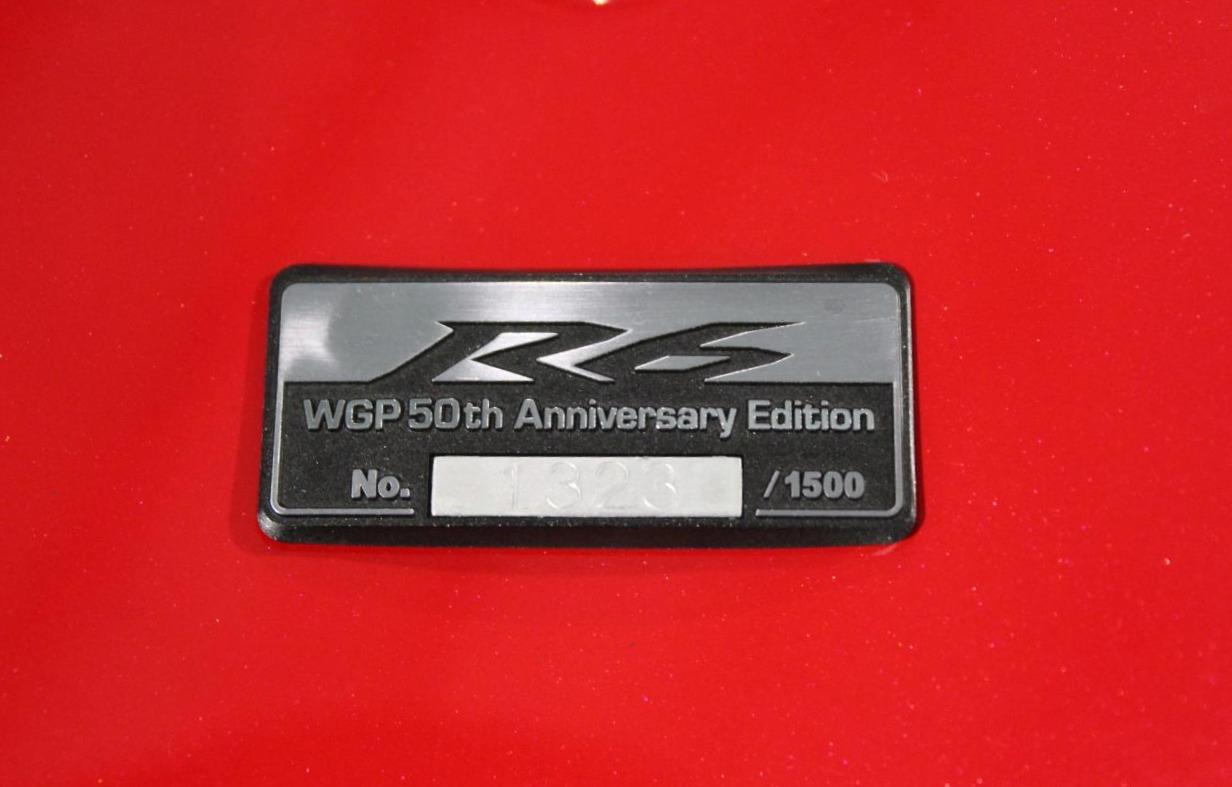 R6
WGP 50th Anniversary Edition
No. 1323 /1500